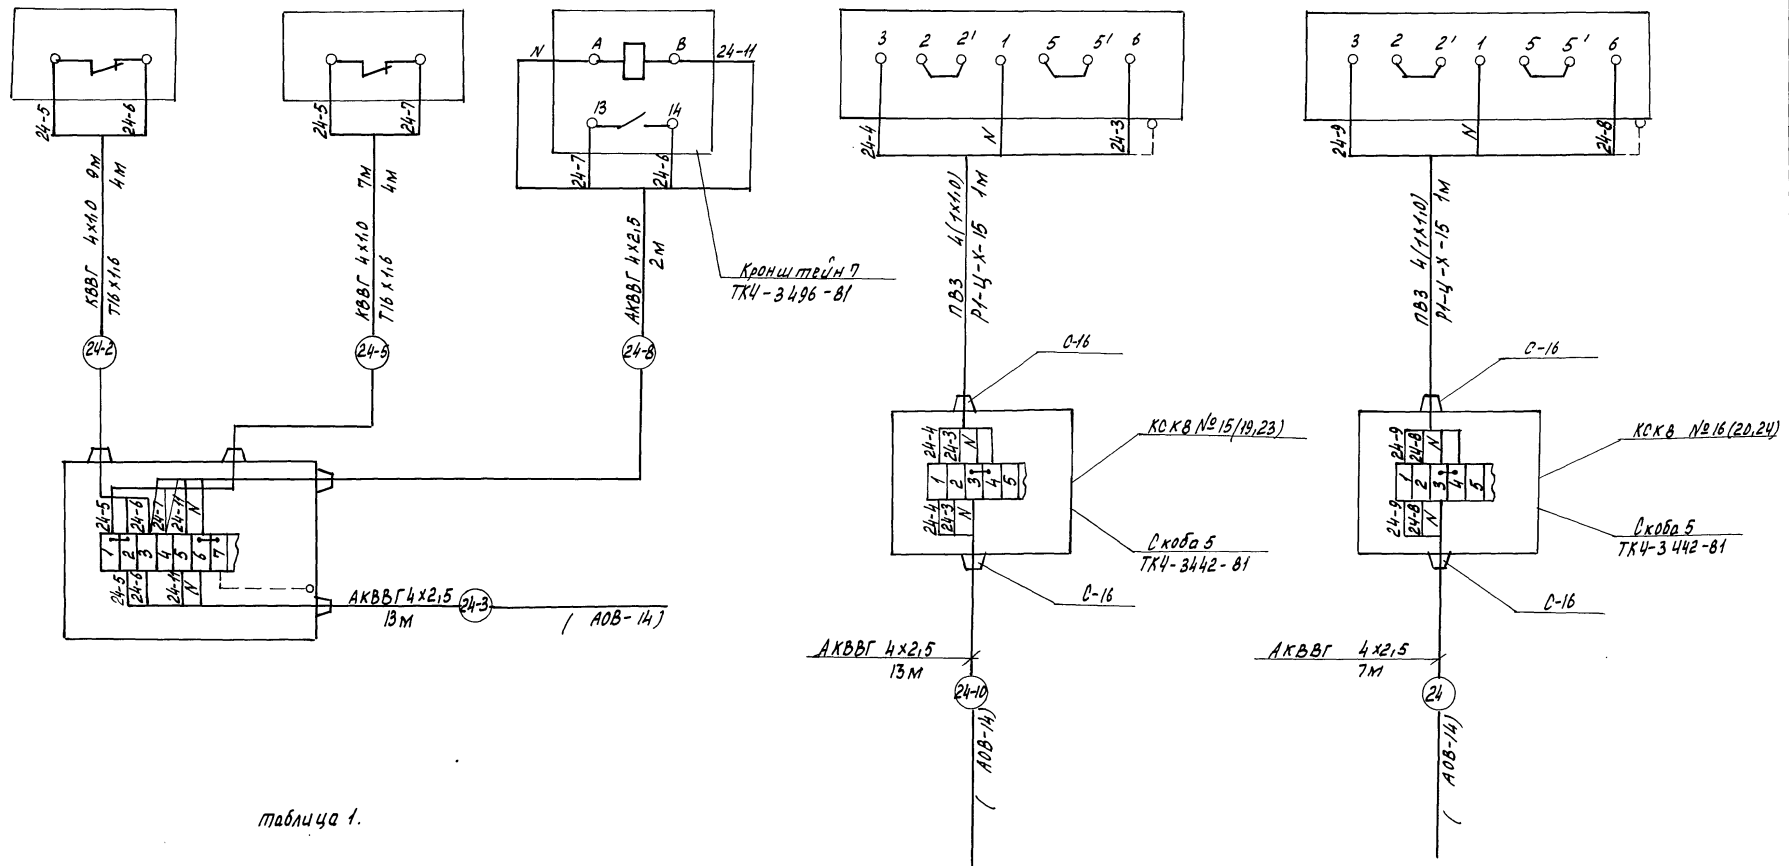 24-5
24-6
КВВГ 4х1,0 9м
Т16х1,6 4м
24-2
24-5
24-7
КВВГ 4х1,0 7м
Т16х1,6 4м
24-5
N
А
В
24-11
13
14
24-7
24-6
АКВВГ 4х2,5
2м
24-8
Кронштейн 7
ТК4-3496-81
3
2
2'
1
5
5'
6
24-4
N
24-3
ПВ3 4(1х1,0)
Р1-Ц-Х-15 1м
С-16
24-4
24-3
N
1
2
3
4
5
24-4
24-3
N
КСК8 №15(19,23)
Скоба 5
ТК4-3442-81
С-16
АКВВГ 4х2,5
13м
24-10
( АОВ-14)
3
2
2'
1
5
5'
6
24-9
N
24-8
ПВ3 4(1х1,0)
Р1-Ц-Х-15 1м
С-16
24-9
24-8
N
1
2
3
4
5
24-9
24-8
N
КСК8 №16(20,24)
Скоба 5
ТК4-3442-81
С-16
АКВВГ 4х2,5
7м
24
( АОВ-14)
24-5
24-6
24-7
24-11
N
1
2
3
4
5
6
7
24-5
24-6
24-11
N
АКВВГ 4х2,5
13м
24-3
( АОВ-14)
таблица 1.